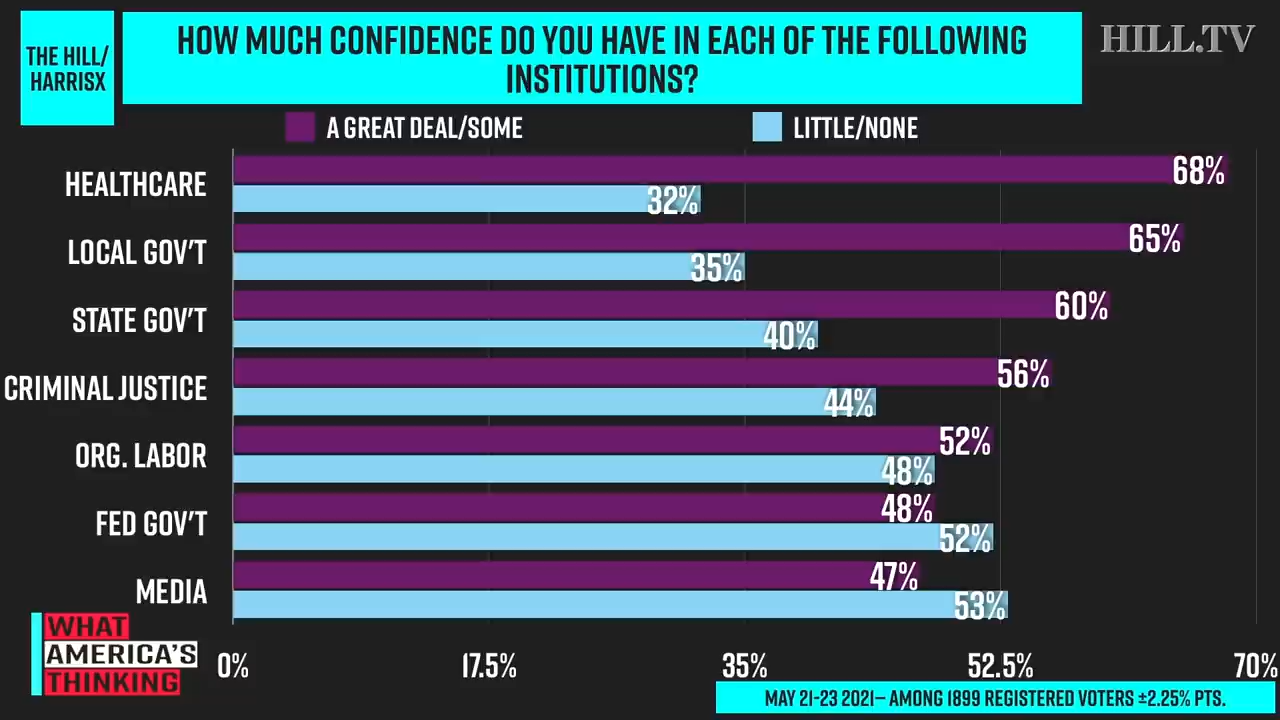 THE HILL/
HARRISX
HOW MUCH CONFIDENCE DO YOU HAVE IN EACH OF THE FOLLOWING
INSTITUTIONS?
HILL.TV
A GREAT DEAL/SOME
LITTLE/NONE
HEALTHCARE
68%
32%
LOCAL GOV'T
65%
35%
STATE GOV'T
60%
40%
CRIMINAL JUSTICE
56%
44%
ORG. LABOR
52%
48%
FED GOV'T
48%
52%
MEDIA
47%
53%
WHAT
AMERICA'S
THINKING
0% 17.5% 35% 52.5% 70%
MAY 21-23 2021– AMONG 1899 REGISTERED VOTERS ±2.25% PTS.